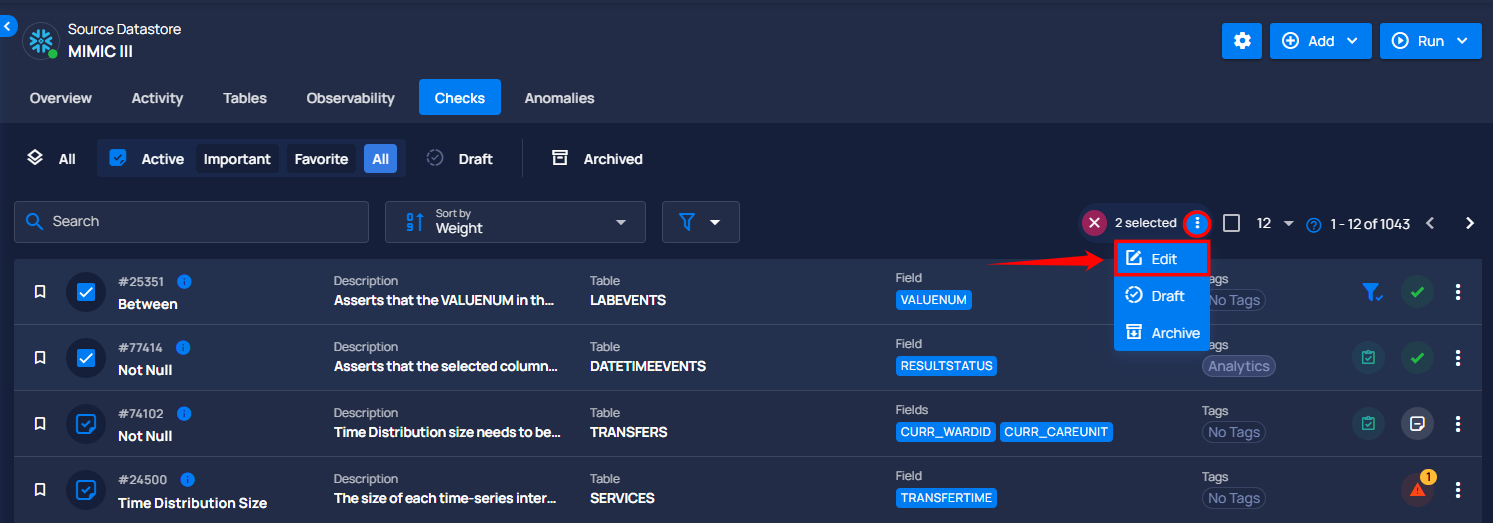 Source Datastore
MIMIC III
Add
Run
Overview
Activity
Tables
Observability
Checks
Anomalies
All
Active
Important
Favorite
All
Draft
Archived
Search
Sort by
Weight
2 selected
12
1 - 12 of 1043
Edit
Draft
Archive
#25351
Between
Description
Asserts that the VALUENUM in th...
Table
LABEVENTS
Field
VALUENUM
ags
No Tags
#77414
Not Null
Description
Asserts that the selected column...
Table
DATETIMEEVENTS
Field
RESULTSTATUS
ags
Analytics
#74102
Not Null
Description
Time Distribution size needs to be...
Table
TRANSFERS
Fields
CURR_WARDID CURR_CAREUNIT
Tags
No Tags
#24500
Time Distribution Size
Description
The size of each time-series inter...
Table
SERVICES
Field
TRANSFERTIME
Tags
No Tags
1